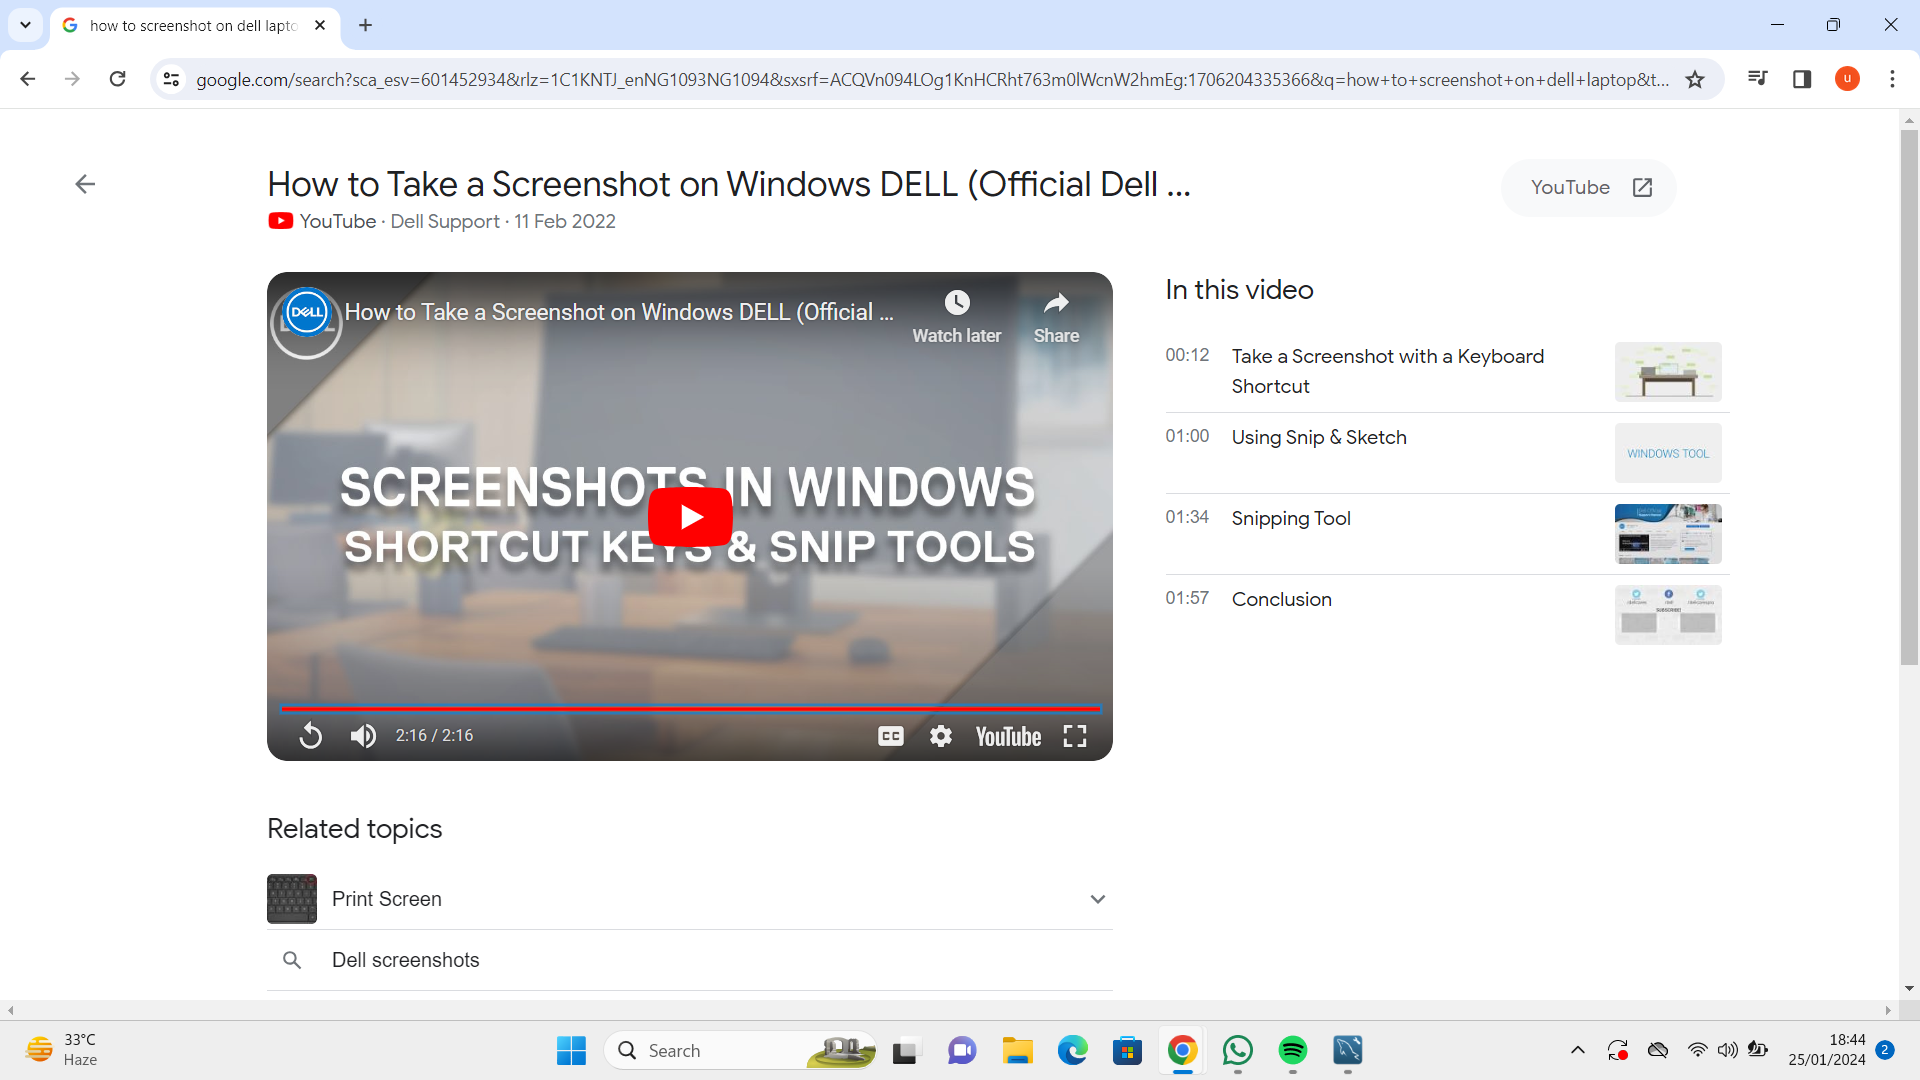 how to screenshot on dell lapto
google.com/search?sca_esv=601452934&rlz=1C1KNTJ_enNG1093NG1094&sxsrf=ACQVn094LOg1KnHCRht763m0lWcnW2hmEg:1706204335366&q=how+to+screenshot+on+dell+laptop&t...
u
How to Take a Screenshot on Windows DELL (Official Dell ...
YouTube
YouTube · Dell Support · 11 Feb 2022
DELL
How to Take a Screenshot on Windows DELL (Official ...
Watch later
Share
SCREENSHOTS IN WINDOWS
SHORTCUT KEYS & SNIP TOOLS
2:16 / 2:16
CC
YouTube
In this video
00:12
Take a Screenshot with a Keyboard
Shortcut
01:00
Using Snip & Sketch
WINDOWS TOOL
01:34
Snipping Tool
01:57
Conclusion
SUBSCRIBE!
Related topics
Print Screen
Dell screenshots
33°C
Haze
Search
18:44
25/01/2024
2